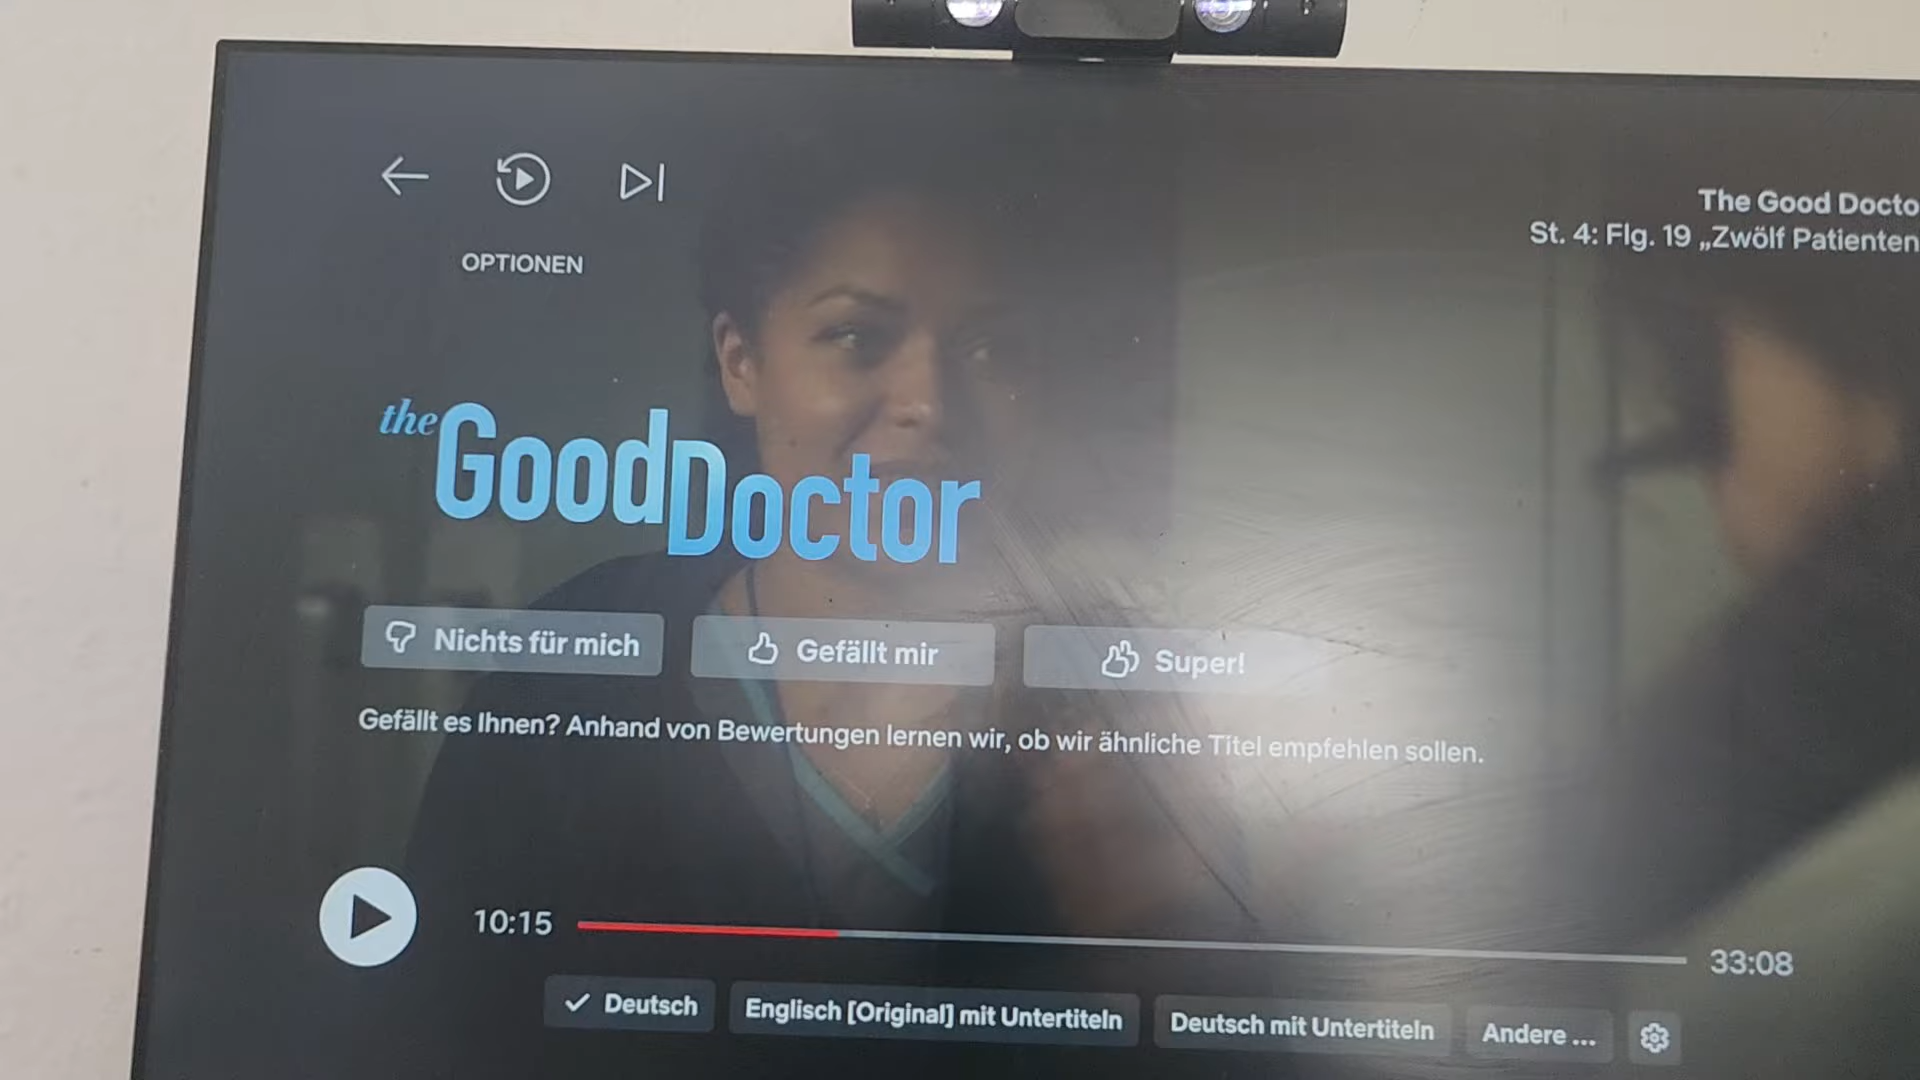 The Good Docto
St. 4: Flg. 19 „Zwölf Patienten
OPTIONEN
the GoodDoctor
Nichts für mich
Gefällt mir
Super!
Gefällt es Ihnen? Anhand von Bewertungen lernen wir, ob wir ähnliche Titel empfehlen sollen.
10:15
33:08
Deutsch
Englisch [Original] mit Untertiteln
Deutsch mit Untertiteln
Andere ...